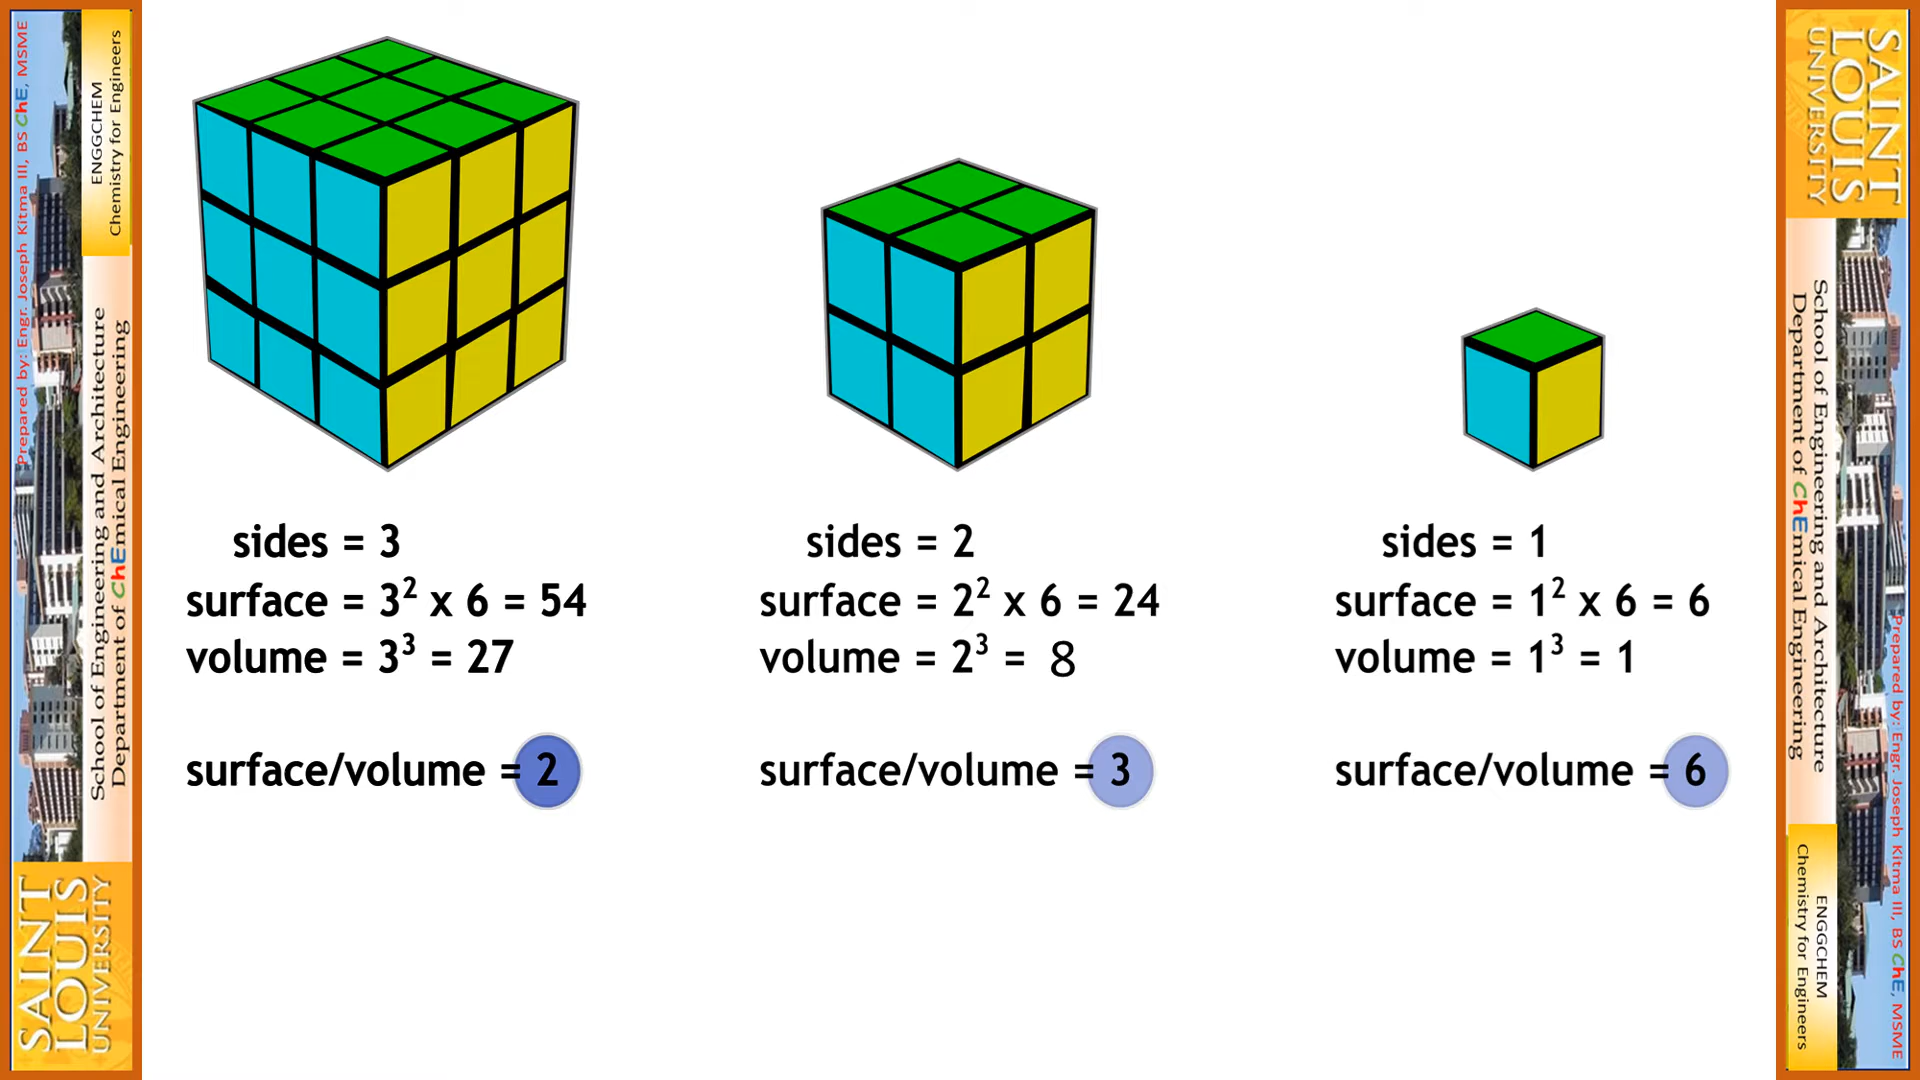 Prepared by: Engr. Joseph Kitma III, BS ChE, MSME
ENGGCHEM
Chemistry for Engineers
School of Engineering and Architecture
Department of ChEmical Engineering
SAINT
LOUIS
UNIVERSITY
sides = 3
surface = 3² x 6 = 54
volume = 3³ = 27
surface/volume = 2
sides = 2
surface = 2² x 6 = 24
volume = 2³ = 8
surface/volume = 3
sides = 1
surface = 1² x 6 = 6
volume = 1³ = 1
surface/volume = 6
SAINT
LOUIS
UNIVERSITY
School of Engineering and Architecture
Department of ChEmical Engineering
ENGGCHEM
Chemistry for Engineers
Prepared by: Engr. Joseph Kitma III, BS ChE, MSME